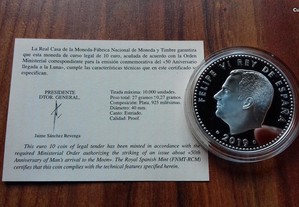 La Real Casa de la Moneda-Fábrica Nacional de Moneda y Timbre garantiza
que esta moneda de curso legal de 10 euro, acuñada de acuerdo con la Orden
Ministerial correspondiente para la emisión conmemorativa del «50 Aniversario
llegada a la Luna», cumple las características técnicas que en este certificado se
especifican.
PRESIDENTE
DTOR. GENERAL,
Jaime Sánchez Revenga
Tirada máxima: 10.000 unidades.
Peso total: 27 gramos (10,27 gramos).
Composición: Plata, 925 milésimas
Diámetro: 40 mm.
Canto: Estriado.
Calidad: Proof.
This euro 10 coin of legal tender has been minted in accordance with the
required Ministerial Order authorizing the striking of an issue about «50th
Anniversary of Man's arrival in the Moon». The Royal Spanish Mint (FNMT-RCM)
certifies that this coin complies with the technical features specified herein.
FELIPE VI REY DE ESPAÑA
2019